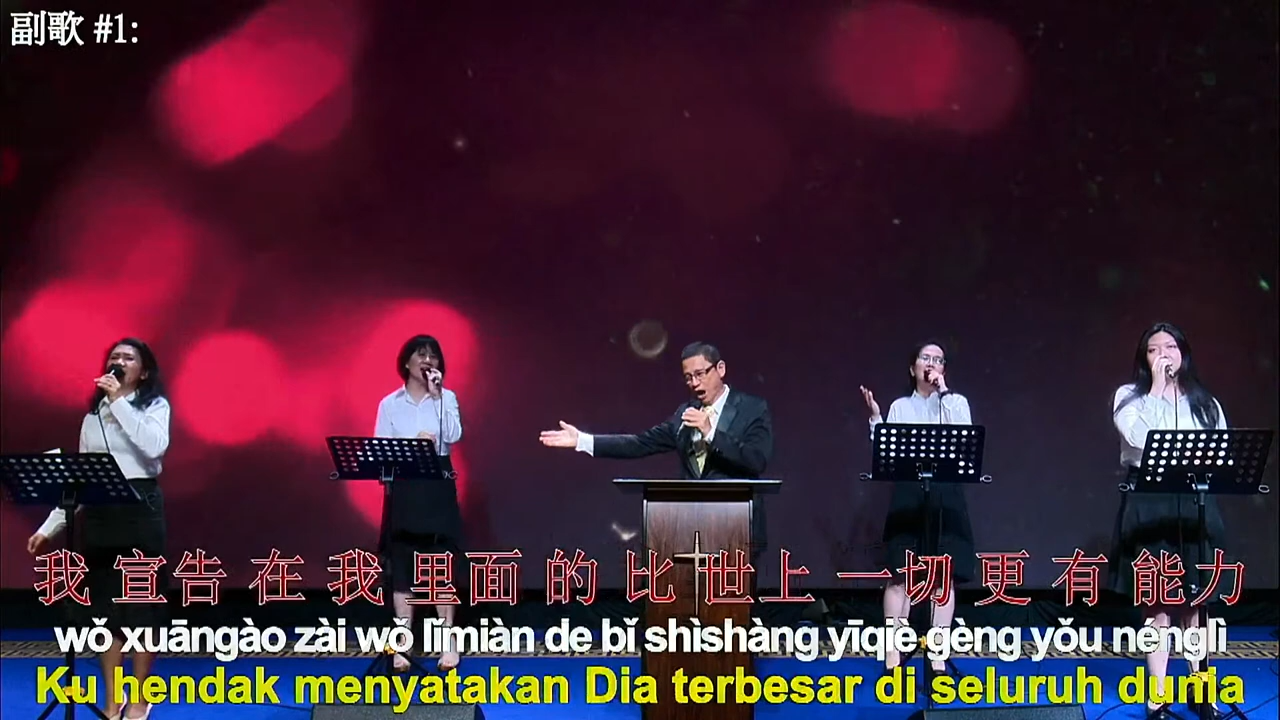 副歌 #1:
我 宣告 在 我 里面 的 比 世上 一切 更 有 能力
wǒ xuāngào zài wǒ lǐmiàn de bǐ shìshàng yīqiè gèng yǒu nénglì
Ku hendak menyatakan Dia terbesar di seluruh dunia